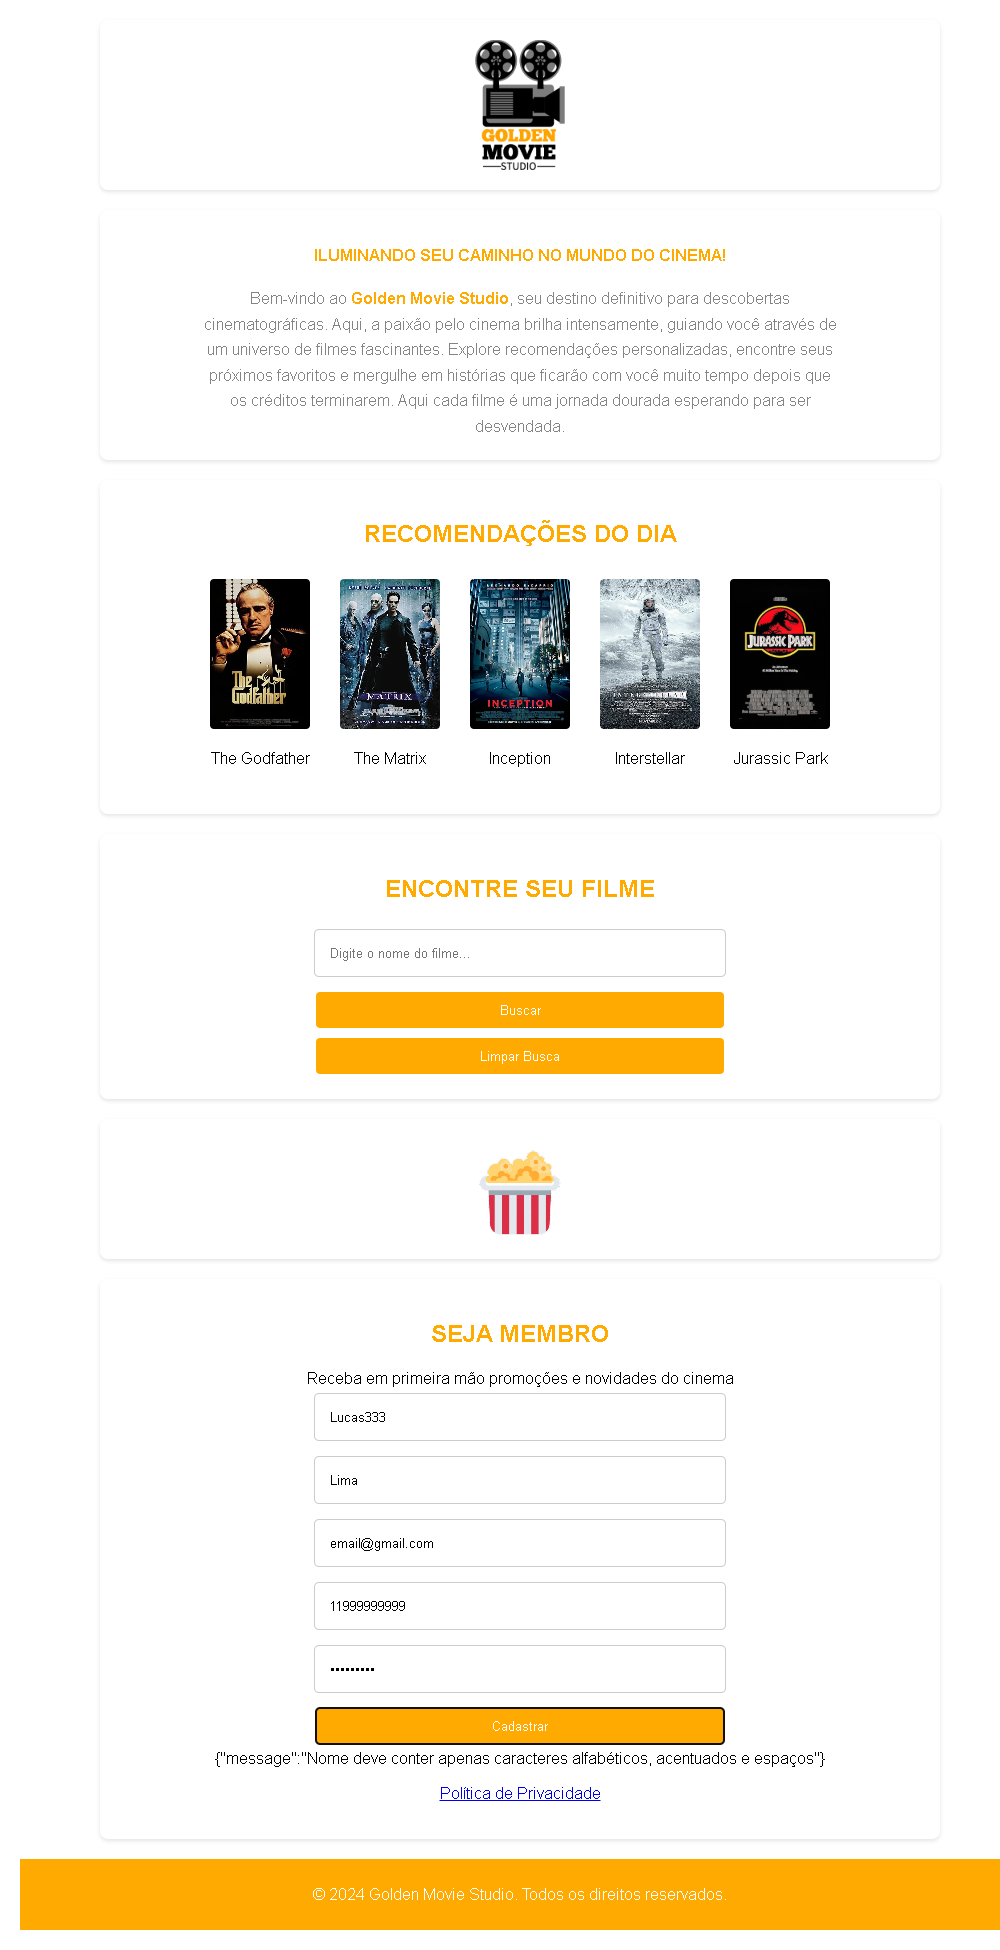 GOLDEN
MOVIE
STUDIO
ILUMINANDO SEU CAMINHO NO MUNDO DO CINEMA!
Bem-vindo ao Golden Movie Studio, seu destino definitivo para descobertas
cinematográficas. Aqui, a paixão pelo cinema brilha intensamente, guiando você através de
um universo de filmes fascinantes. Explore recomendações personalizadas, encontre seus
próximos favoritos e mergulhe em histórias que ficarão com você muito tempo depois que
os créditos terminarem. Aqui cada filme é uma jornada dourada esperando para ser
desvendada.
RECOMENDAÇÕES DO DIA
The
Godfather
MATRIX
INCEPTION
JURASSIC PARK
The Godfather
The Matrix
Inception
Interstellar
Jurassic Park
ENCONTRE SEU FILME
Digite o nome do filme...
Buscar
Limpar Busca
SEJA MEMBRO
Receba em primeira mão promoções e novidades do cinema
Lucas333
Lima
email@gmail.com
11999999999
•••••••••
Cadastrar
{"message":"Nome deve conter apenas caracteres alfabéticos, acentuados e espaços"}
Política de Privacidade
© 2024 Golden Movie Studio. Todos os direitos reservados.